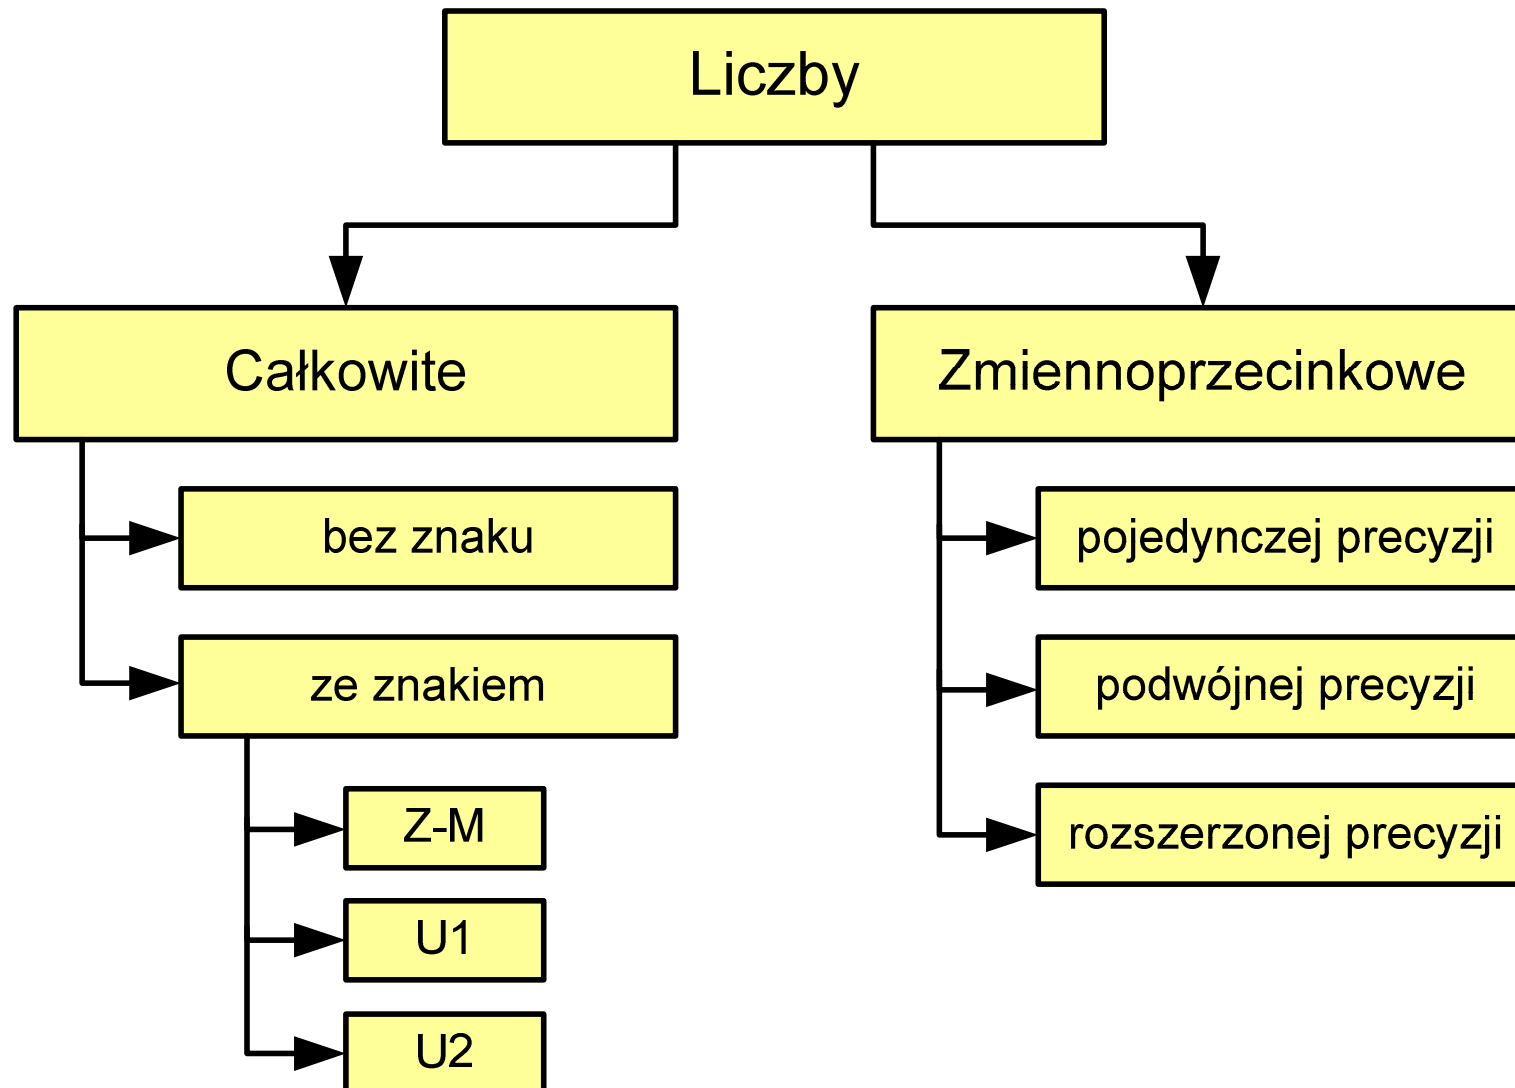 Liczby
Całkowite
bez znaku
ze znakiem
Z-M
U1
U2
Zmiennoprzecinkowe
pojedynczej precyzji
podwójnej precyzji
rozszerzonej precyzji